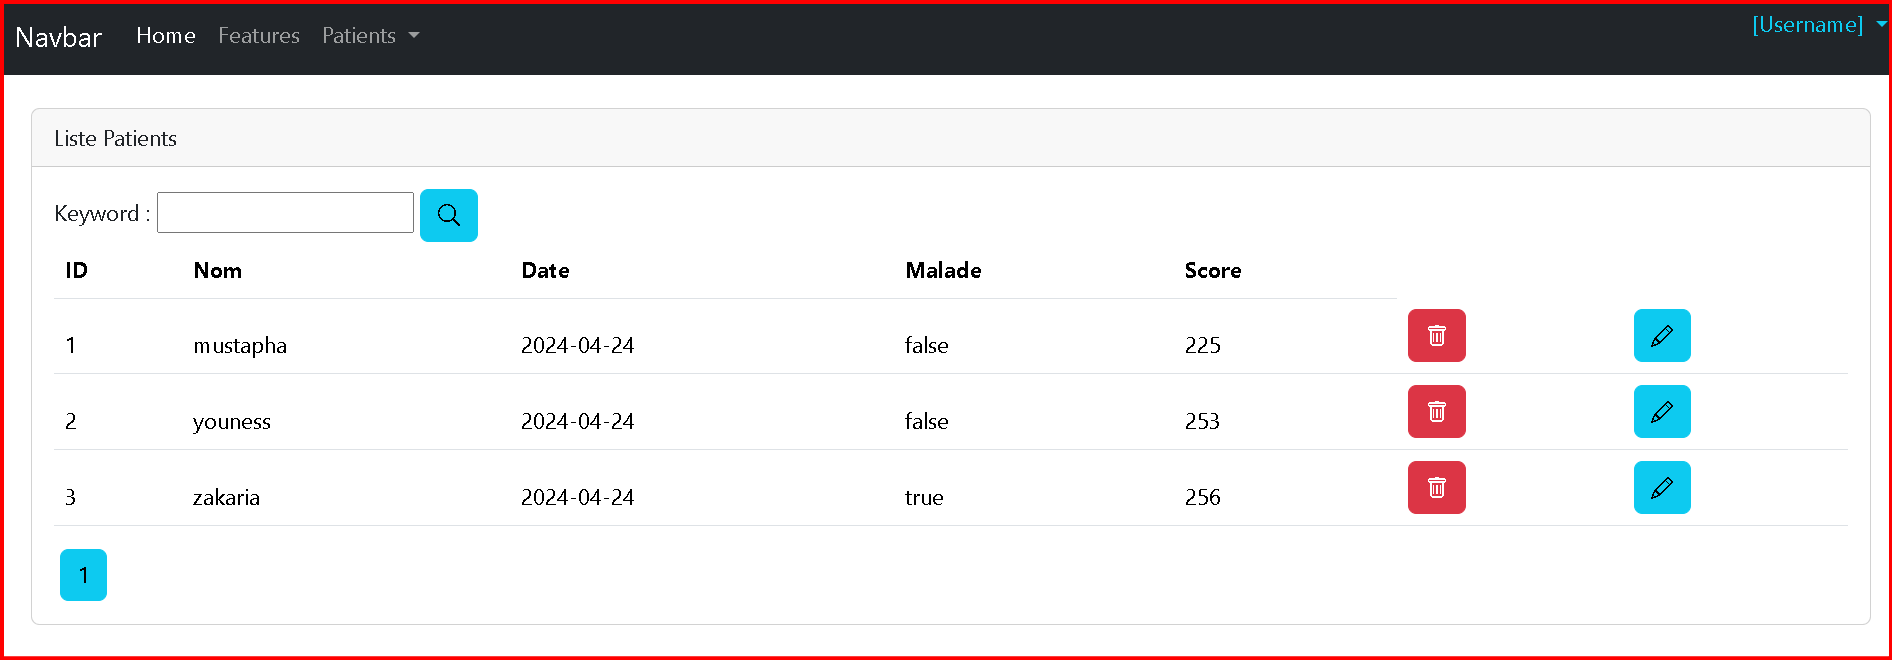 Navbar Home Features Patients [Username]
Liste Patients
Keyword :
ID Nom Date Malade Score
1 mustapha 2024-04-24 false 225
2 youness 2024-04-24 false 253
3 zakaria 2024-04-24 true 256
1